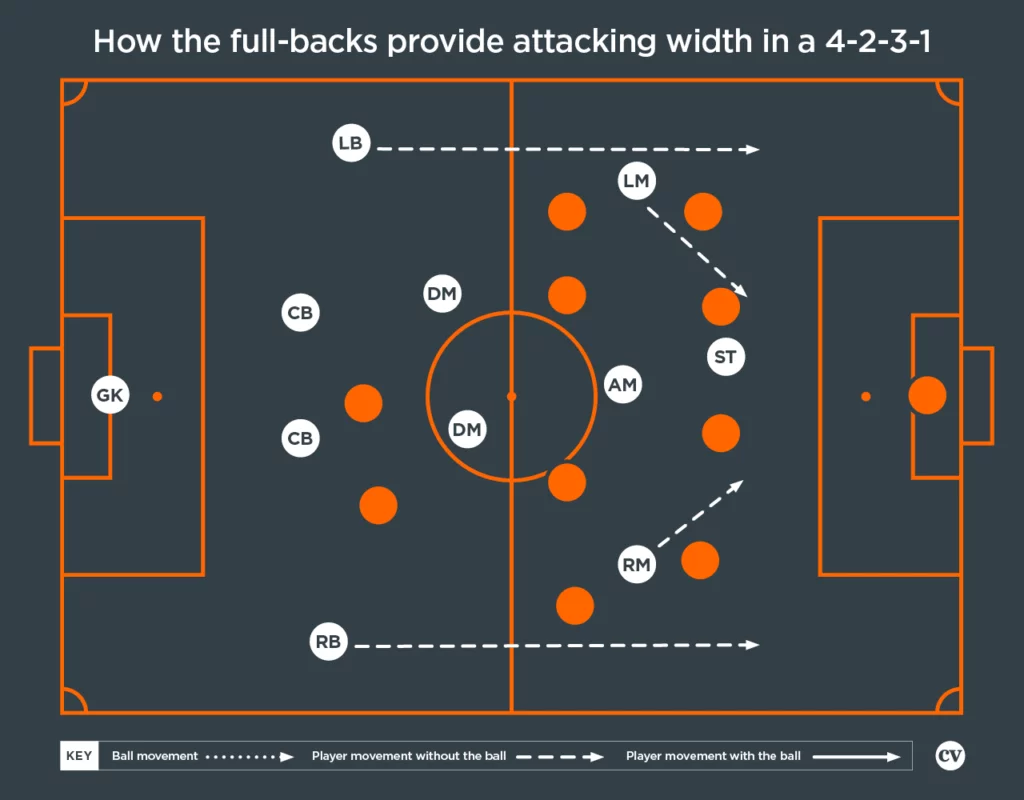 How the full-backs provide attacking width in a 4-2-3-1
LB
LM
DM
CB
ST
AM
GK
DM
CB
RM
RB
KEY Ball movement Player movement without the ball Player movement with the ball cv